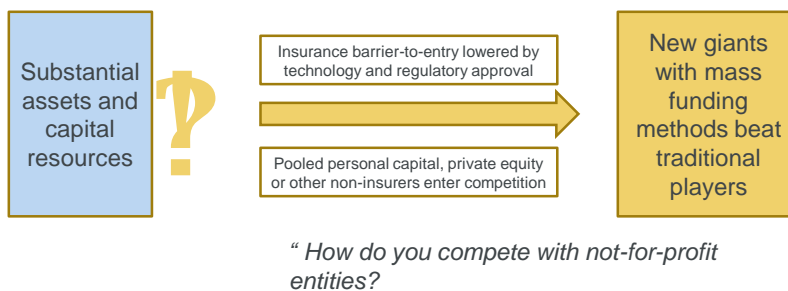 Substantial
assets and
capital
resources
?!
Insurance barrier-to-entry lowered by
technology and regulatory approval
Pooled personal capital, private equity
or other non-insurers enter competition
New giants
with mass
funding
methods beat
traditional
players
“ How do you compete with not-for-profit
entities?